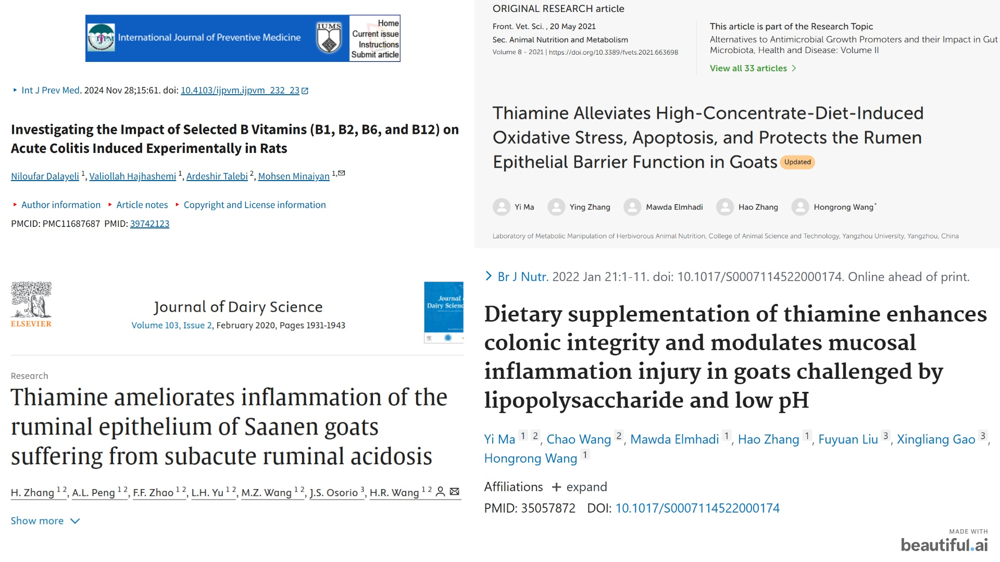 International Journal of Preventive Medicine
IUMS
Home
Current issue
Instructions
Submit article
Int J Prev Med. 2024 Nov 28;15:61. doi: 10.4103/ijpvm.ijpvm_232_23
Investigating the Impact of Selected B Vitamins (B1, B2, B6, and B12) on
Acute Colitis Induced Experimentally in Rats
Niloufar Dalayeli 1, Valiollah Hajhashemi 1, Ardeshir Talebi 2, Mohsen Minaiyan 1,
Author information Article notes Copyright and License information
PMCID: PMC11687687 PMID: 39742123
ORIGINAL RESEARCH article
Front. Vet. Sci. , 20 May 2021
Sec. Animal Nutrition and Metabolism
Volume 8 - 2021 | https://doi.org/10.3389/fvets.2021.663698
This article is part of the Research Topic
Alternatives to Antimicrobial Growth Promoters and their Impact in Gut
Microbiota, Health and Disease: Volume II
View all 33 articles
Thiamine Alleviates High-Concentrate-Diet-Induced
Oxidative Stress, Apoptosis, and Protects the Rumen
Epithelial Barrier Function in Goats Updated
Yi Ma Ying Zhang Mawda Elmhadi Hao Zhang Hongrong Wang*
Laboratory of Metabolic Manipulation of Herbivorous Animal Nutrition, College of Animal Science and Technology, Yangzhou University, Yangzhou, China
ELSEVIER
Journal of Dairy Science
Volume 103, Issue 2, February 2020, Pages 1931-1943
Journal
Dairy Scienc
Research
Thiamine ameliorates inflammation of the
ruminal epithelium of Saanen goats
suffering from subacute ruminal acidosis
H. Zhang 1 2, A.L. Peng 1 2, F.F. Zhao 1 2, L.H. Yu 1 2, M.Z. Wang 1 2, J.S. Osorio 3, H.R. Wang 1 2
Show more
Br J Nutr. 2022 Jan 21:1-11. doi: 10.1017/S0007114522000174. Online ahead of print.
Dietary supplementation of thiamine enhances
colonic integrity and modulates mucosal
inflammation injury in goats challenged by
lipopolysaccharide and low pH
Yi Ma 1 2, Chao Wang 2, Mawda Elmhadi 1, Hao Zhang 1, Fuyuan Liu 3, Xingliang Gao 3,
Hongrong Wang 1
Affiliations + expand
PMID: 35057872 DOI: 10.1017/S0007114522000174
MADE WITH
beautiful.ai